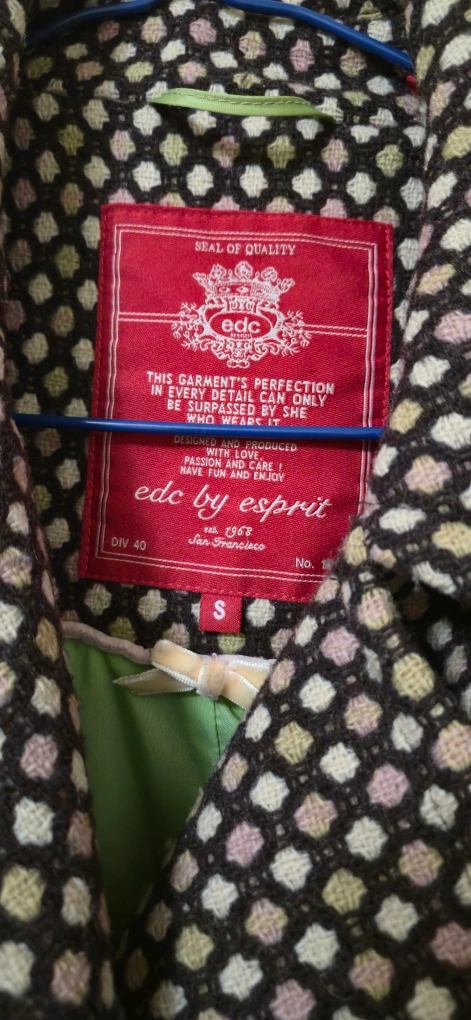 SEAL OF QUALITY
edc
THIS GARMENT'S PERFECTION
IN EVERY DETAIL CAN ONLY
BE SURPASSED BY SHE
WHO WEARS IT
DESIGNED AND PRODUCED
WITH LOVE,
PASSION AND CARE !
HAVE FUN AND ENJOY
edc by esprit
est. 1968
San Francisco
DIV 40
No.
S